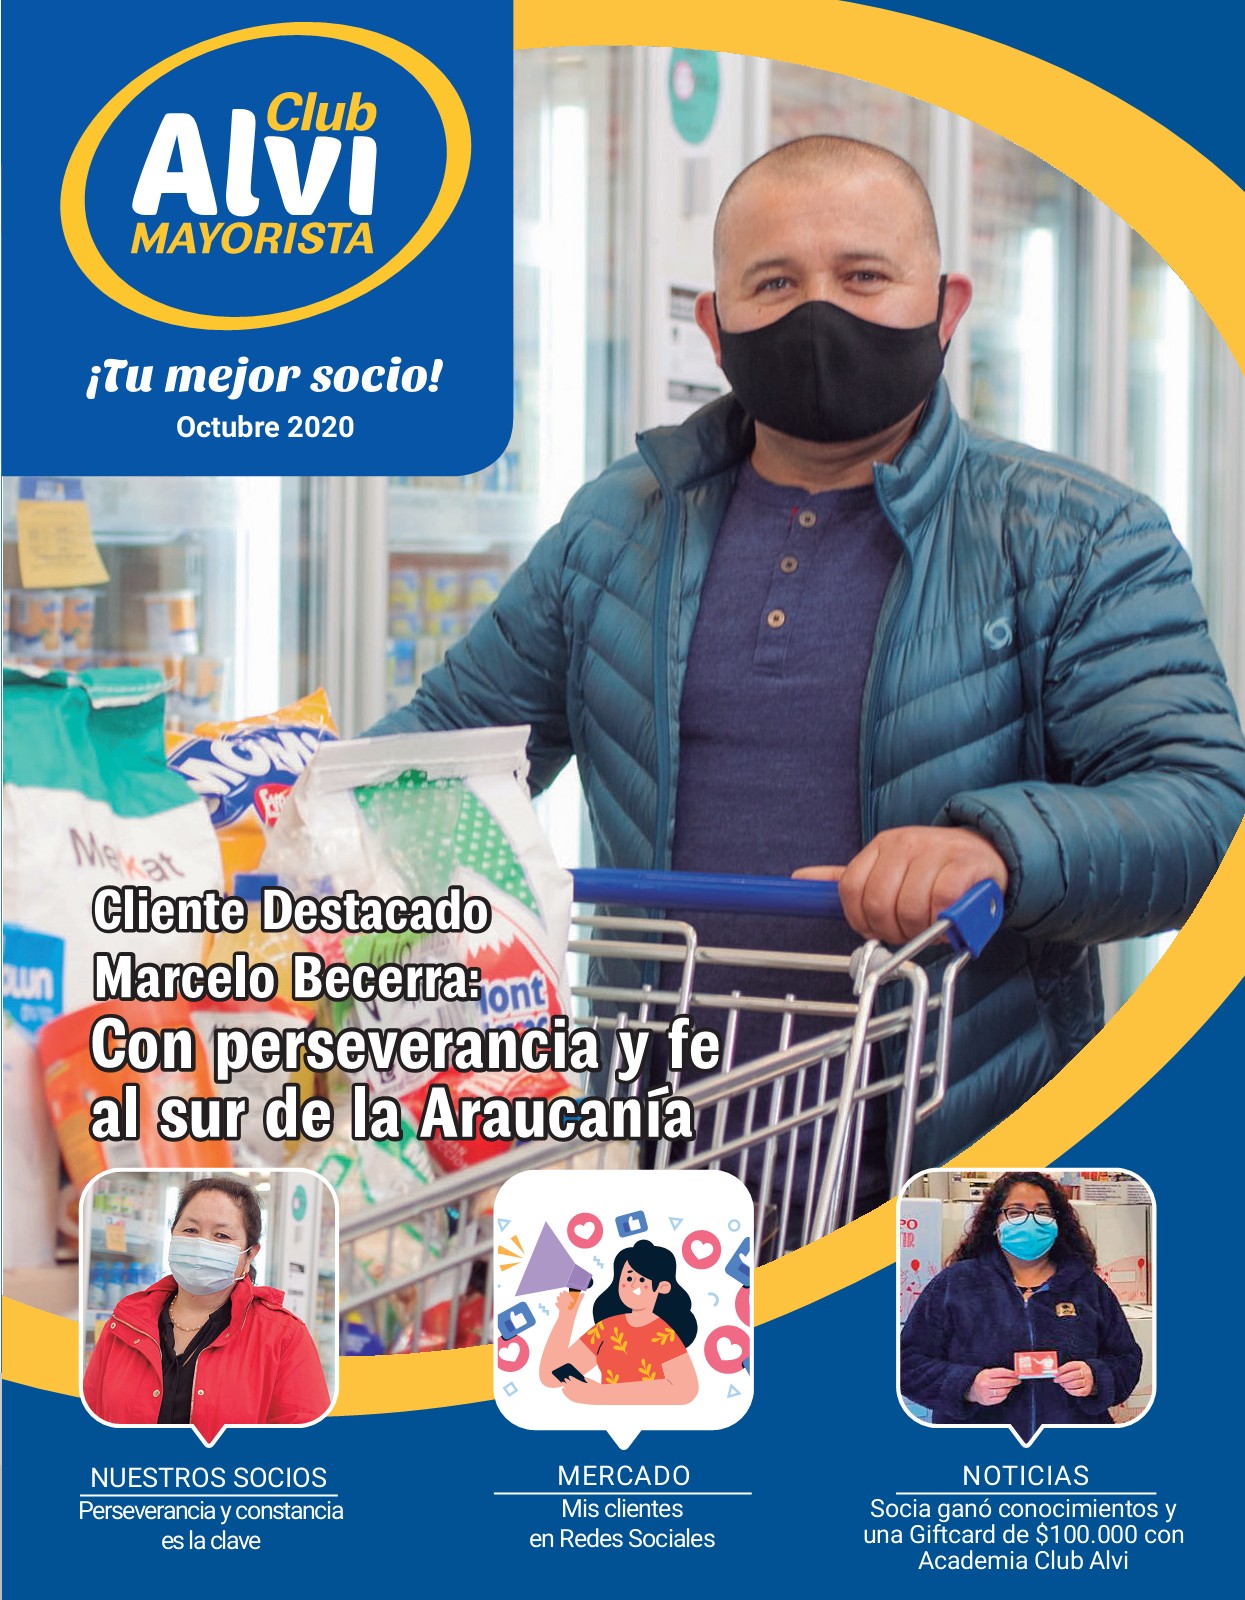 Club
Alvi
MAYORISTA
¡Tu mejor socio!
Octubre 2020
Cliente Destacado
Marcelo Becerra:
Con perseverancia y fe
al sur de la Araucanía
NUESTROS SOCIOS
Perseverancia y constancia
es la clave
MERCADO
Mis clientes
en Redes Sociales
NOTICIAS
Socia ganó conocimientos y
una Giftcard de $100.000 con
Academia Club Alvi